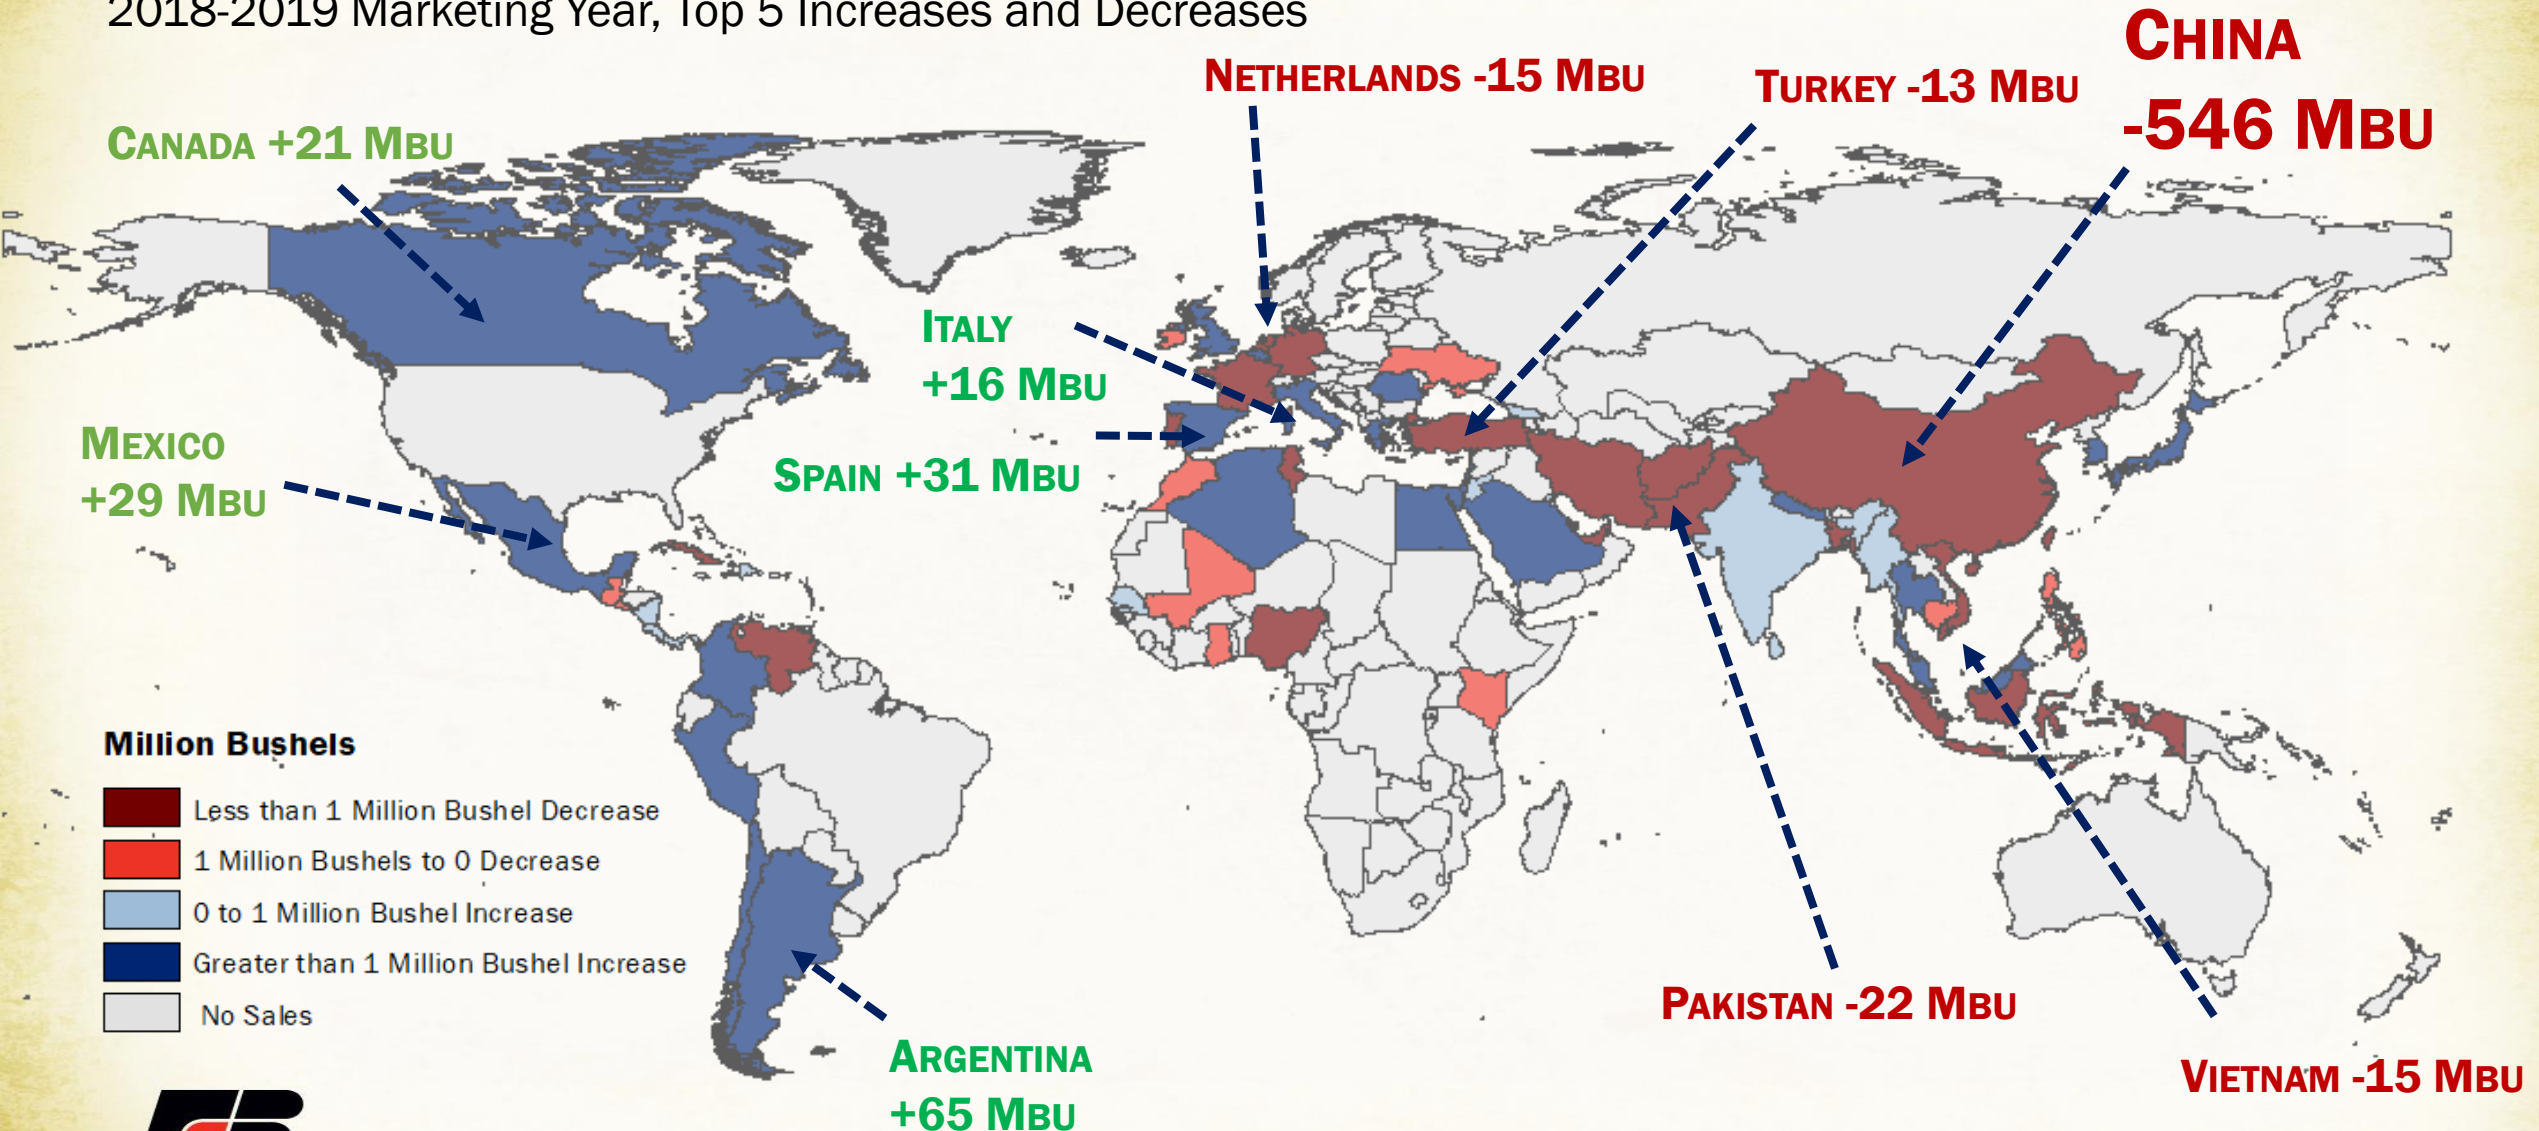 2018-2019 Marketing Year, Top 5 Increases and Decreases
CHINA
-546 MBU
NETHERLANDS -15 MBU
TURKEY -13 MBU
CANADA +21 MBU
ITALY
+16 MBU
MEXICO
+29 MBU
SPAIN +31 MBU
Million Bushels
Less than 1 Million Bushel Decrease
1 Million Bushels to 0 Decrease
0 to 1 Million Bushel Increase
Greater than 1 Million Bushel Increase
No Sales
PAKISTAN -22 MBU
ARGENTINA
+65 MBU
VIETNAM -15 MBU